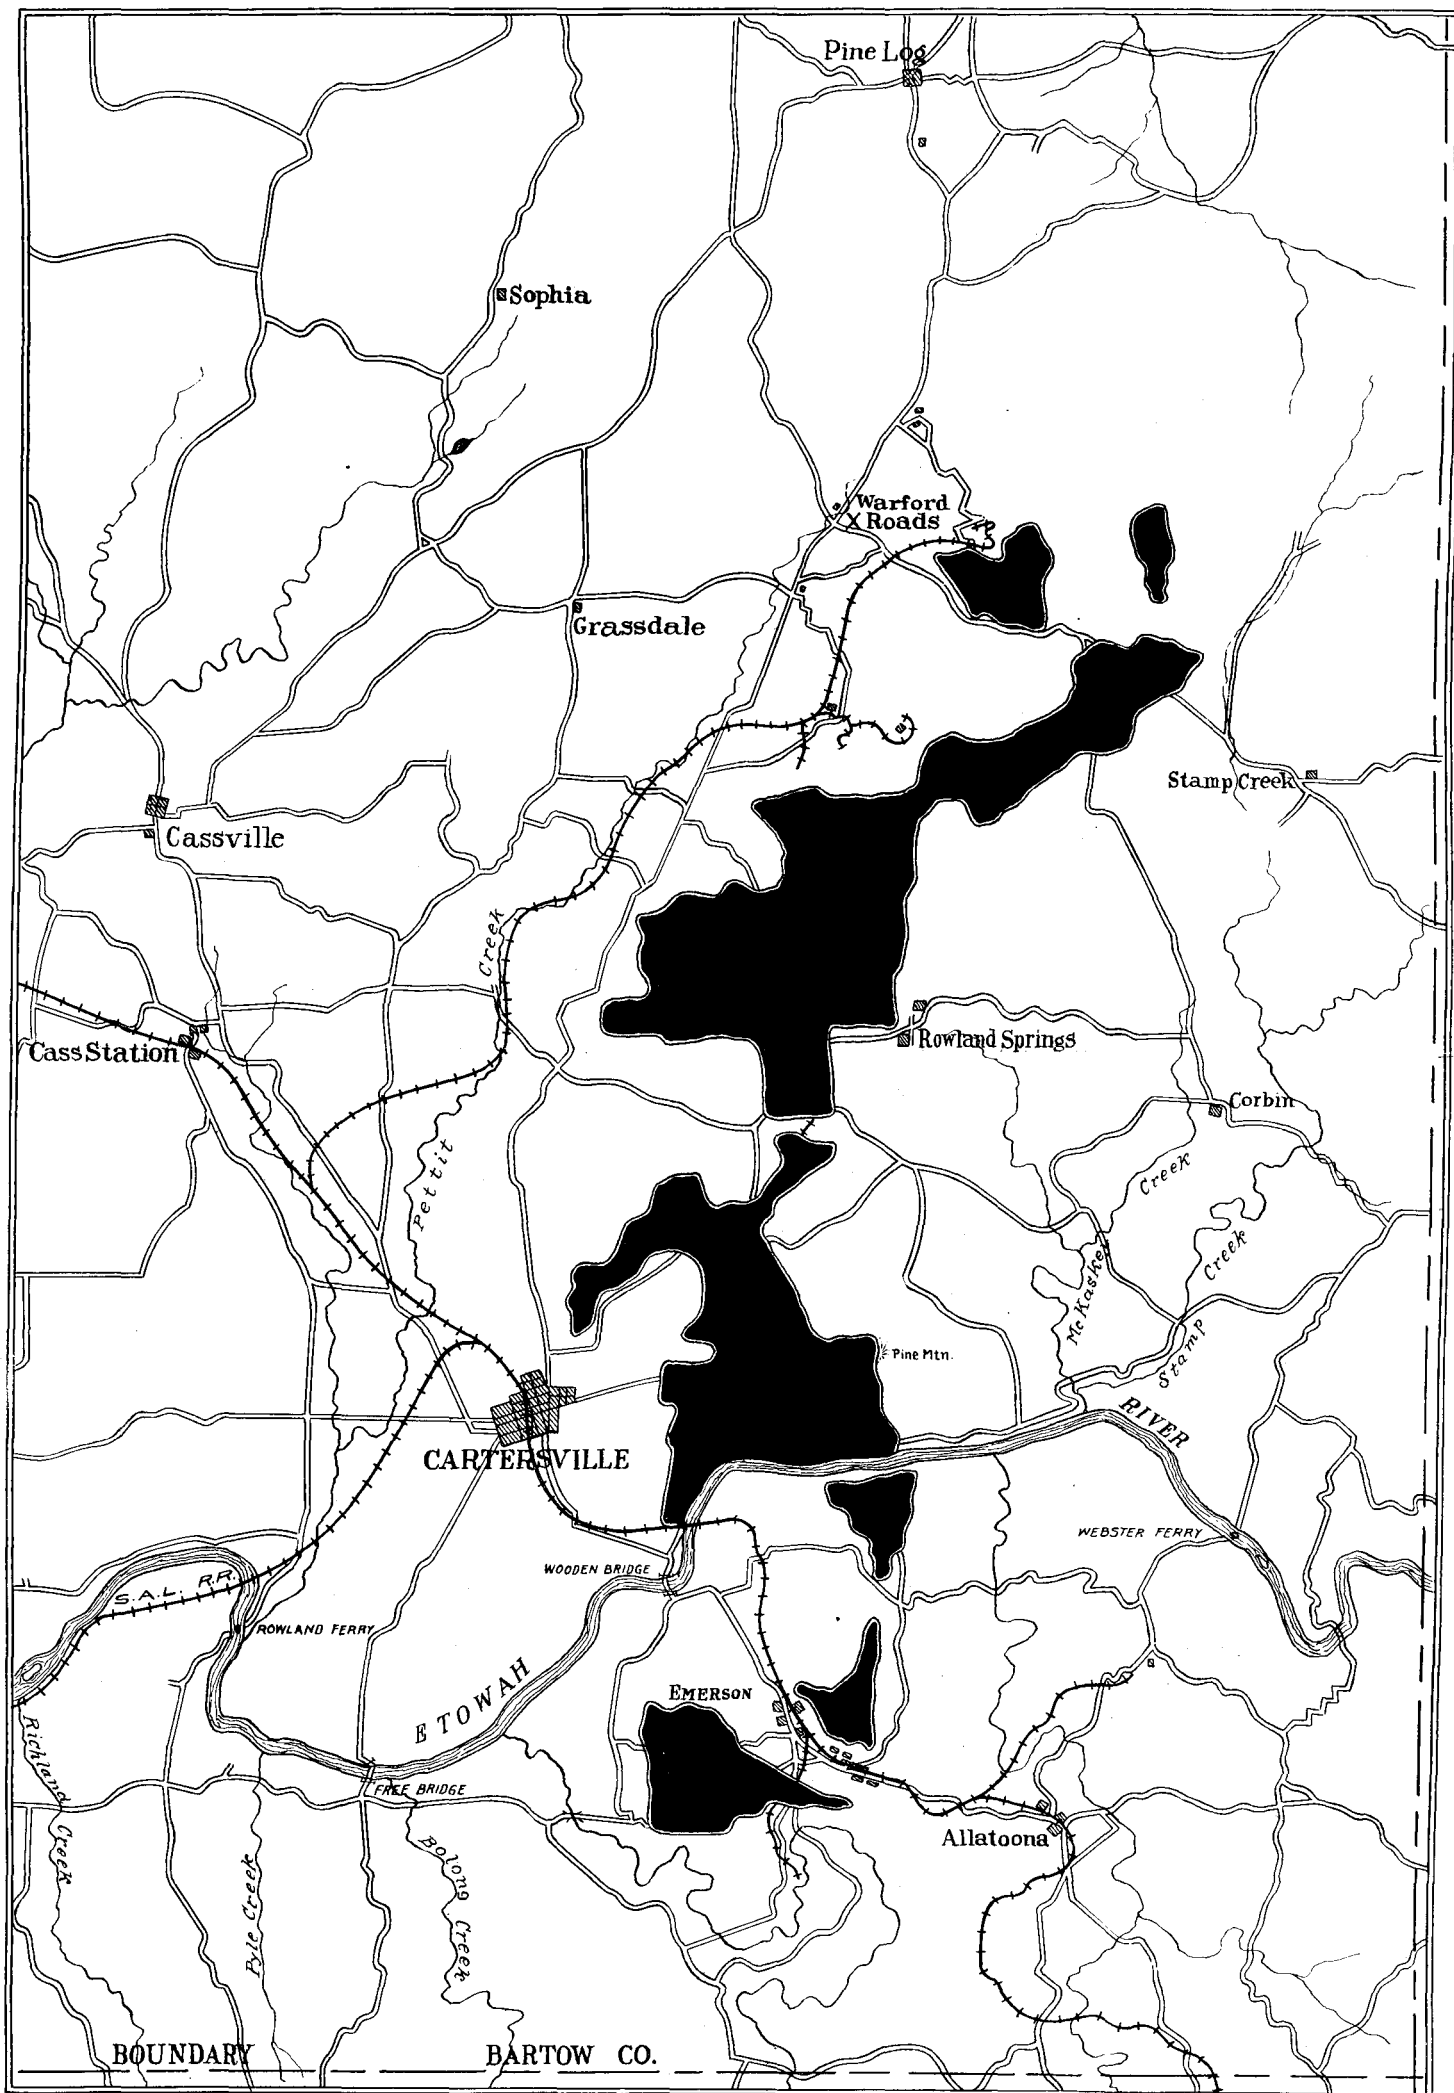 Pine Log
Sophia
Warford
X Roads
Grassdale
Stamp Creek
Cassville
Creek
Cass Station
Rowland Springs
Corbin
Pettit
Creek
Creek
McKaskey
Stamp
Pine Mtn.
RIVER
CARTERSVILLE
WEBSTER FERRY
WOODEN BRIDGE
S.A.L. R.R.
ROWLAND FERRY
ETOWAH
EMERSON
Richland
Creek
FREE BRIDGE
Allatoona
Pyle Creek
Bolong
Creek
BOUNDARY BARTOW CO.